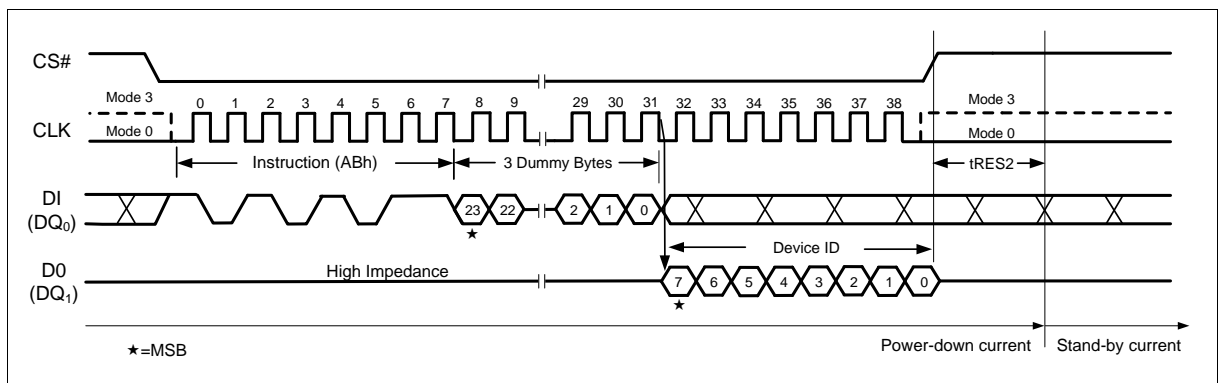 CS#
Mode 3
0 1 2 3 4 5 6 7 8 9 29 30 31 32 33 34 35 36 37 38
Mode 3
CLK
Mode 0
Mode 0
Instruction (ABh)
3 Dummy Bytes
tRES2
DI
(DQ0)
23 22 2 1 0
★
Device ID
D0
(DQ1)
High Impedance
7 6 5 4 3 2 1 0
★
★=MSB
Power-down current
Stand-by current